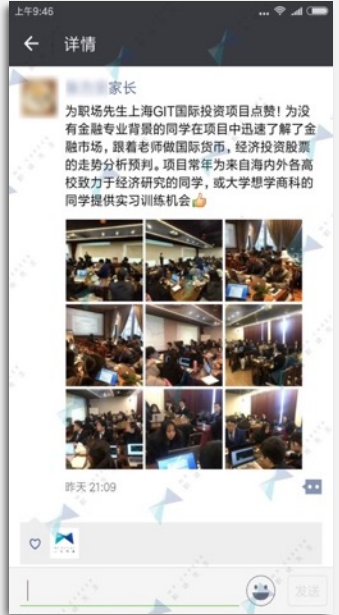 上午9:46
详情
家长
为职场先生上海GIT国际投资项目点赞！为没
有金融专业背景的同学在项目中迅速了解了金
融市场，跟着老师做国际货币，经济投资股票
的走势分析预判。项目常年为来自海内外各高
校致力于经济研究的同学，或大学想学商科的
同学提供实习训练机会👍
昨天 21:09
发送